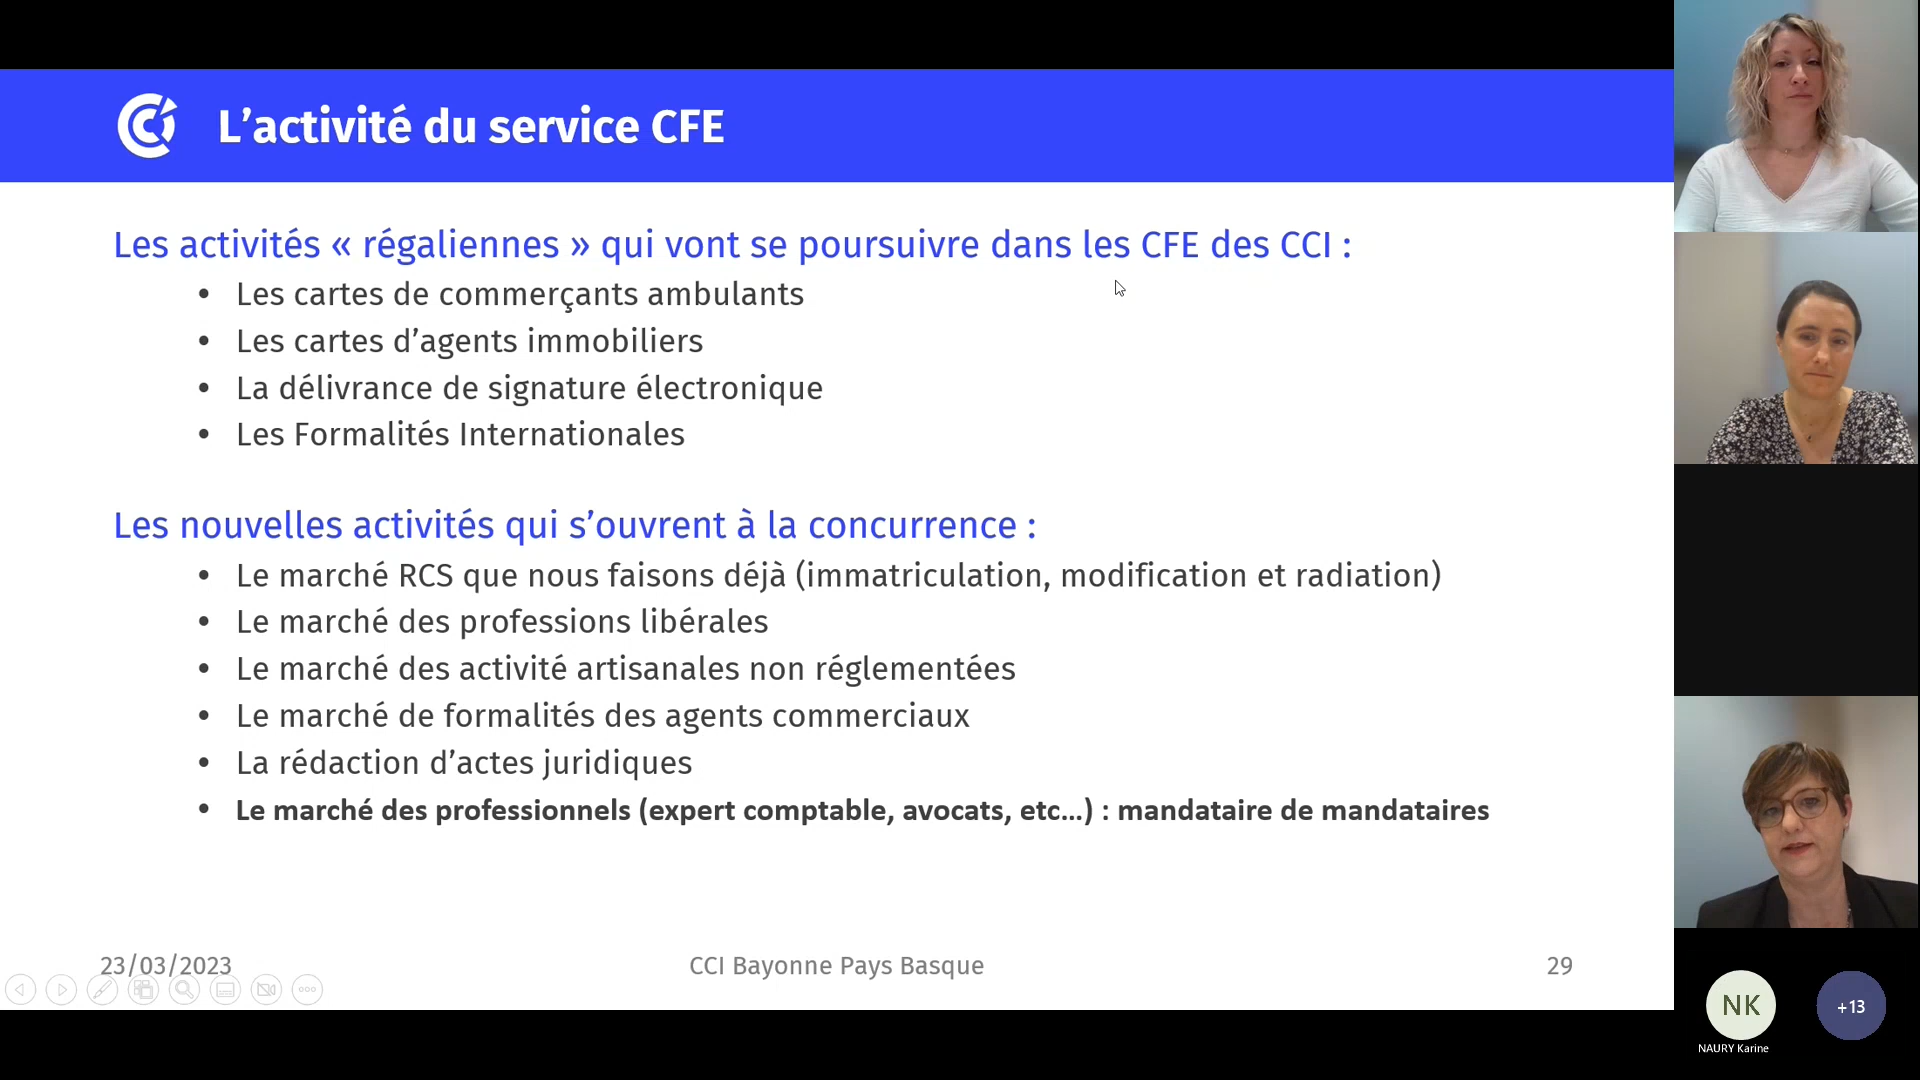 L’activité du service CFE
Les activités « régaliennes » qui vont se poursuivre dans les CFE des CCI :
• Les cartes de commerçants ambulants
• Les cartes d’agents immobiliers
• La délivrance de signature électronique
• Les Formalités Internationales
Les nouvelles activités qui s’ouvrent à la concurrence :
• Le marché RCS que nous faisons déjà (immatriculation, modification et radiation)
• Le marché des professions libérales
• Le marché des activité artisanales non réglementées
• Le marché de formalités des agents commerciaux
• La rédaction d’actes juridiques
• Le marché des professionnels (expert comptable, avocats, etc…) : mandataire de mandataires
23/03/2023
CCI Bayonne Pays Basque
29
NK
+13
NAURY Karine